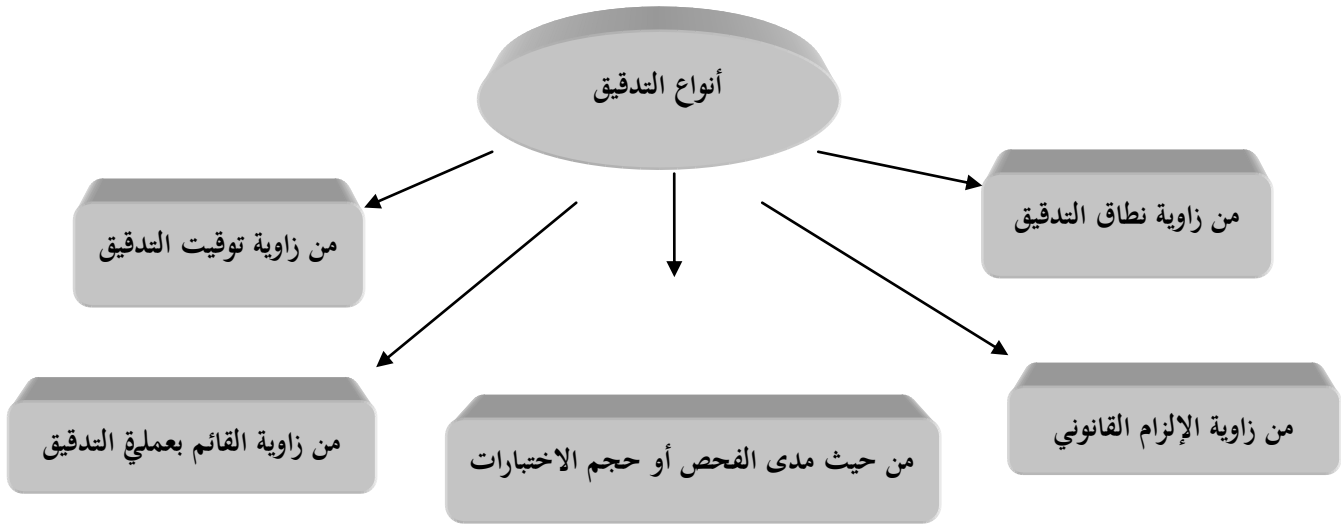 أنواع التدقيق
من زاوية نطاق التدقيق
من زاوية توقيت التدقيق
من زاوية الإلزام القانوني
من حيث مدى الفحص أو حجم الاختبارات
من زاوية القائم بعملية التدقيق